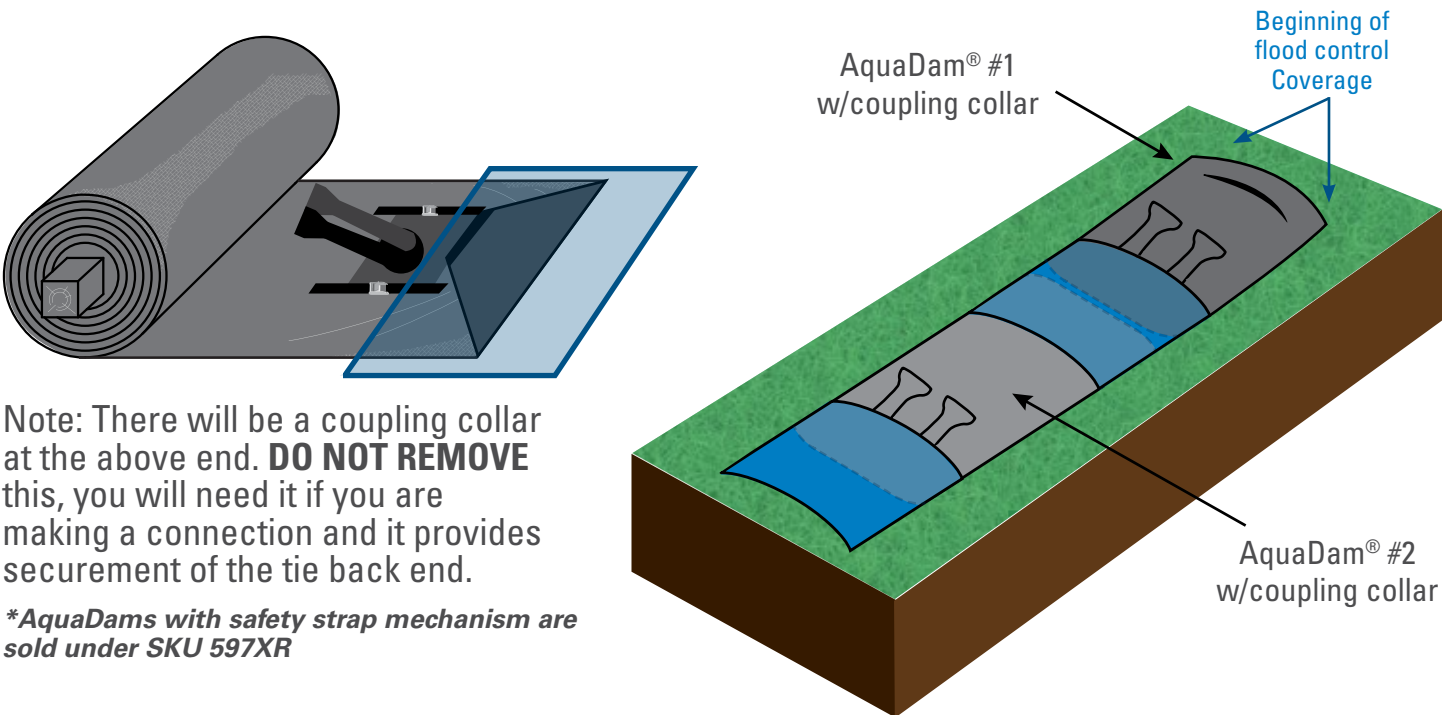 AquaDam® #1
w/coupling collar
Beginning of
flood control
Coverage
Note: There will be a coupling collar
at the above end. DO NOT REMOVE
this, you will need it if you are
making a connection and it provides
securement of the tie back end.
*AquaDams with safety strap mechanism are
sold under SKU 597XR
AquaDam® #2
w/coupling collar